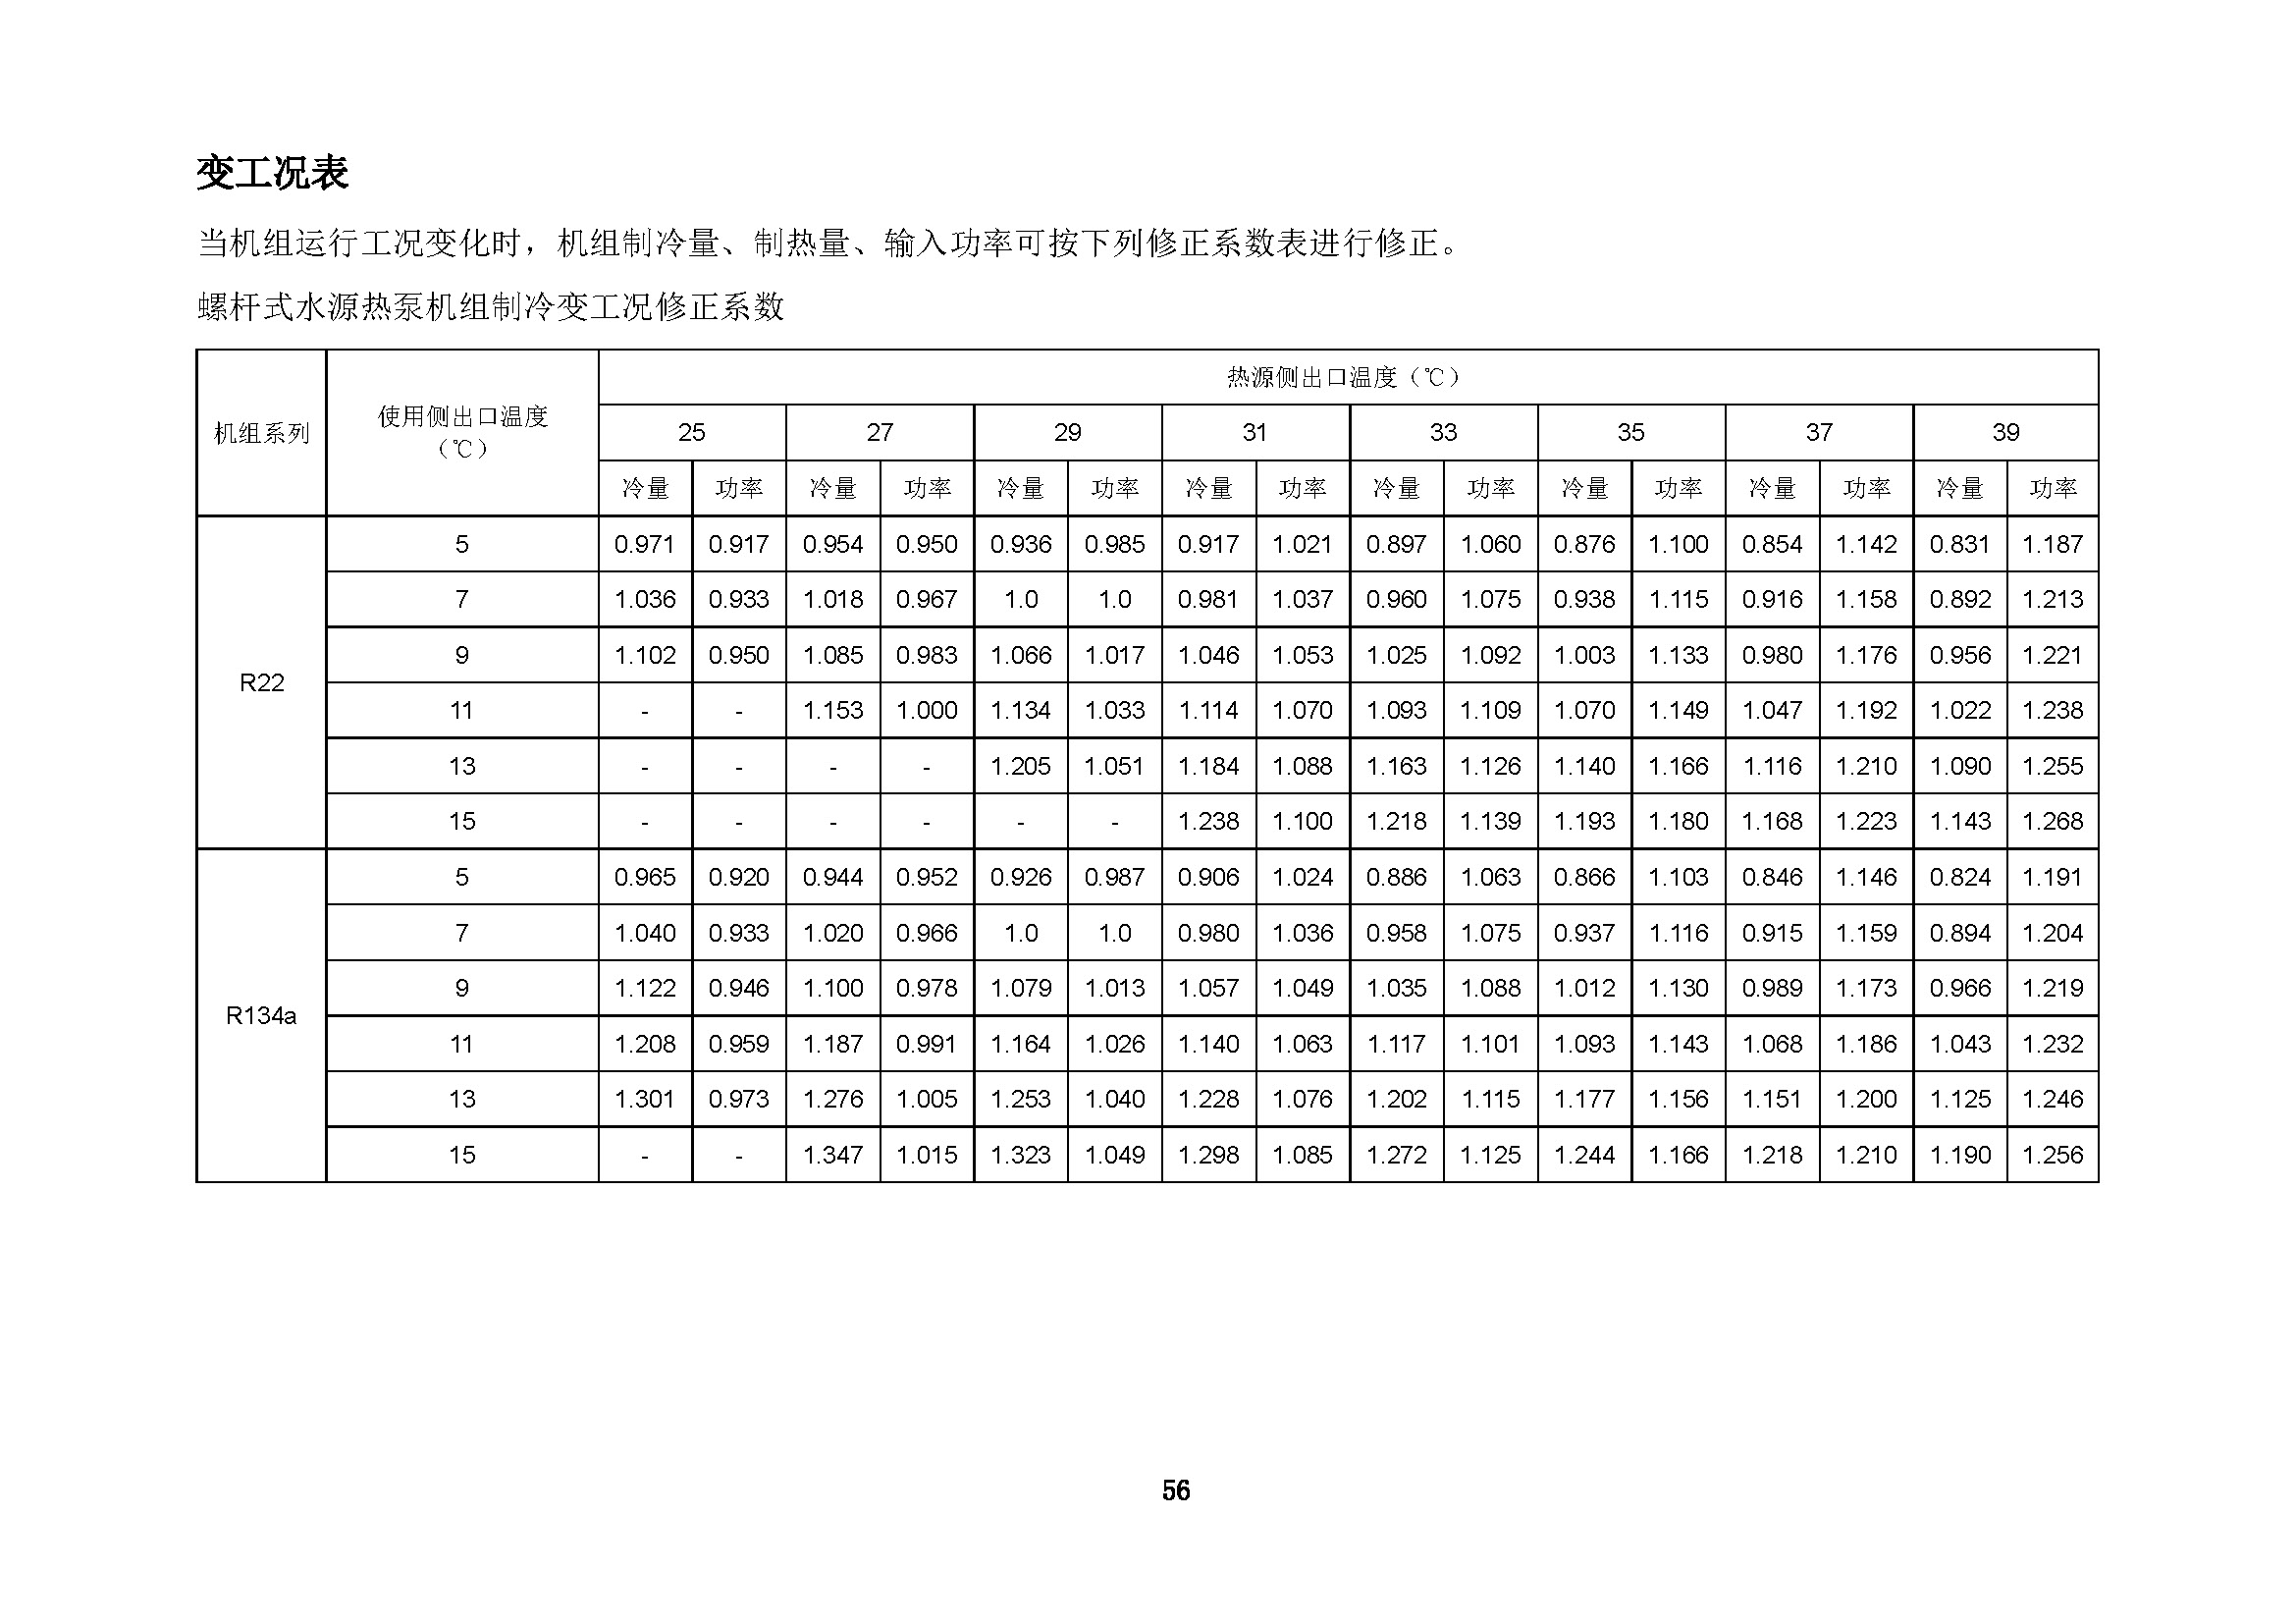 变工况表
当机组运行工况变化时，机组制冷量、制热量、输入功率可按下列修正系数表进行修正。
螺杆式水源热泵机组制冷变工况修正系数
机组系列 使用侧出口温度（℃） 热源侧出口温度（℃）
25 27 29 31 33 35 37 39
冷量 功率 冷量 功率 冷量 功率 冷量 功率 冷量 功率 冷量 功率 冷量 功率 冷量 功率
R22
5 0.971 0.917 0.954 0.950 0.936 0.985 0.917 1.021 0.897 1.060 0.876 1.100 0.854 1.142 0.831 1.187
7 1.036 0.933 1.018 0.967 1.0 1.0 0.981 1.037 0.960 1.075 0.938 1.115 0.916 1.158 0.892 1.213
9 1.102 0.950 1.085 0.983 1.066 1.017 1.046 1.053 1.025 1.092 1.003 1.133 0.980 1.176 0.956 1.221
11 - - 1.153 1.000 1.134 1.033 1.114 1.070 1.093 1.109 1.070 1.149 1.047 1.192 1.022 1.238
13 - - - - 1.205 1.051 1.184 1.088 1.163 1.126 1.140 1.166 1.116 1.210 1.090 1.255
15 - - - - - - 1.238 1.100 1.218 1.139 1.193 1.180 1.168 1.223 1.143 1.268
R134a
5 0.965 0.920 0.944 0.952 0.926 0.987 0.906 1.024 0.886 1.063 0.866 1.103 0.846 1.146 0.824 1.191
7 1.040 0.933 1.020 0.966 1.0 1.0 0.980 1.036 0.958 1.075 0.937 1.116 0.915 1.159 0.894 1.204
9 1.122 0.946 1.100 0.978 1.079 1.013 1.057 1.049 1.035 1.088 1.012 1.130 0.989 1.173 0.966 1.219
11 1.208 0.959 1.187 0.991 1.164 1.026 1.140 1.063 1.117 1.101 1.093 1.143 1.068 1.186 1.043 1.232
13 1.301 0.973 1.276 1.005 1.253 1.040 1.228 1.076 1.202 1.115 1.177 1.156 1.151 1.200 1.125 1.246
15 - - 1.347 1.015 1.323 1.049 1.298 1.085 1.272 1.125 1.244 1.166 1.218 1.210 1.190 1.256
56